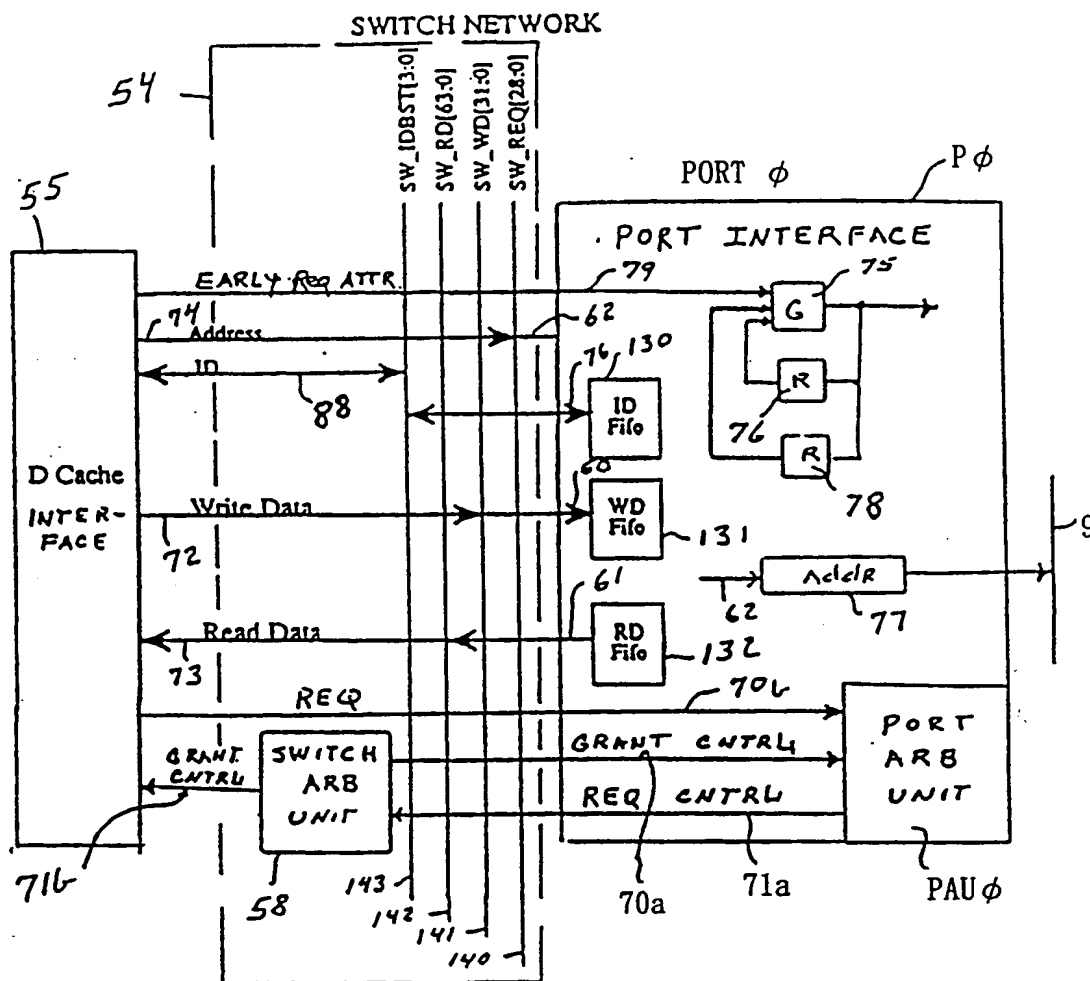 SWITCH NETWORK
54
SW_IDBST[3:0]
SW_RD[63:0]
SW_WD[31:0]
SW_REQ[28:0]
PORT ϕ
Pϕ
55
PORT INTERFACE
EARLY Req ATTR.
79
75
G
74
Address
62
ID
88
76
130
ID
Fifo
R
76
R
78
D Cache
INTER-
FACE
Write Data
72
60
WD
Fifo
131
9
62
AddR
77
Read Data
73
61
RD
Fifo
132
REQ
70b
GRANT
CNTRL
SWITCH
ARB
UNIT
GRANT CNTRL
REQ CNTRL
PORT
ARB
UNIT
71b
58
143
142
141
140
70a
71a
PAUϕ